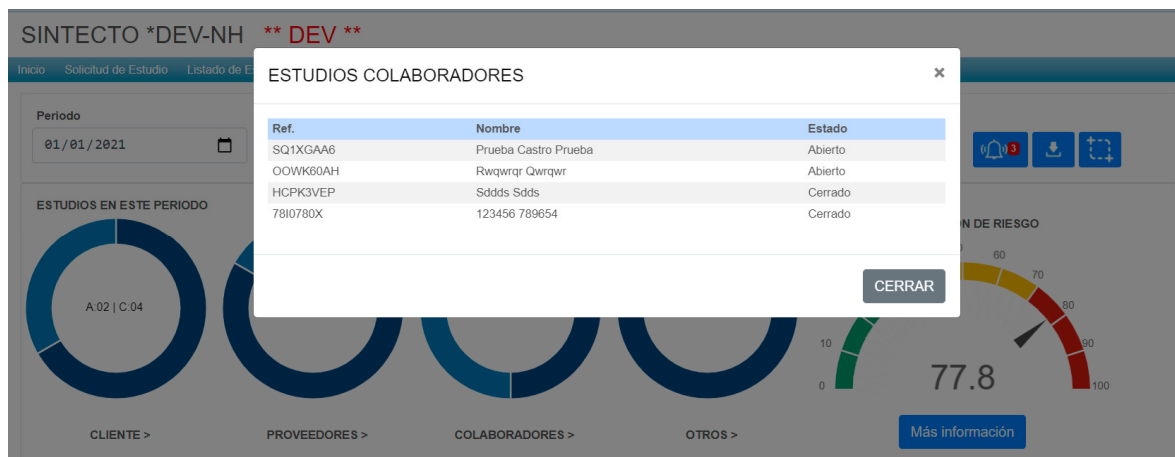 SINTECTO *DEV-NH ** DEV **
Inicio Solicitud de Estudio Listado de E
ESTUDIOS COLABORADORES ×
Periodo
01/01/2021
3
Ref. Nombre Estado
SQ1XGAA6 Prueba Castro Prueba Abierto
OOWK60AH Rwqwrqr Qwrqwr Abierto
HCPK3VEP Sddds Sdds Cerrado
78I0780X 123456 789654 Cerrado
CERRAR
ESTUDIOS EN ESTE PERIODO
N DE RIESGO
A:02 | C:04
0
10
60
70
80
90
100
77.8
CLIENTE >
PROVEEDORES >
COLABORADORES >
OTROS >
Más información